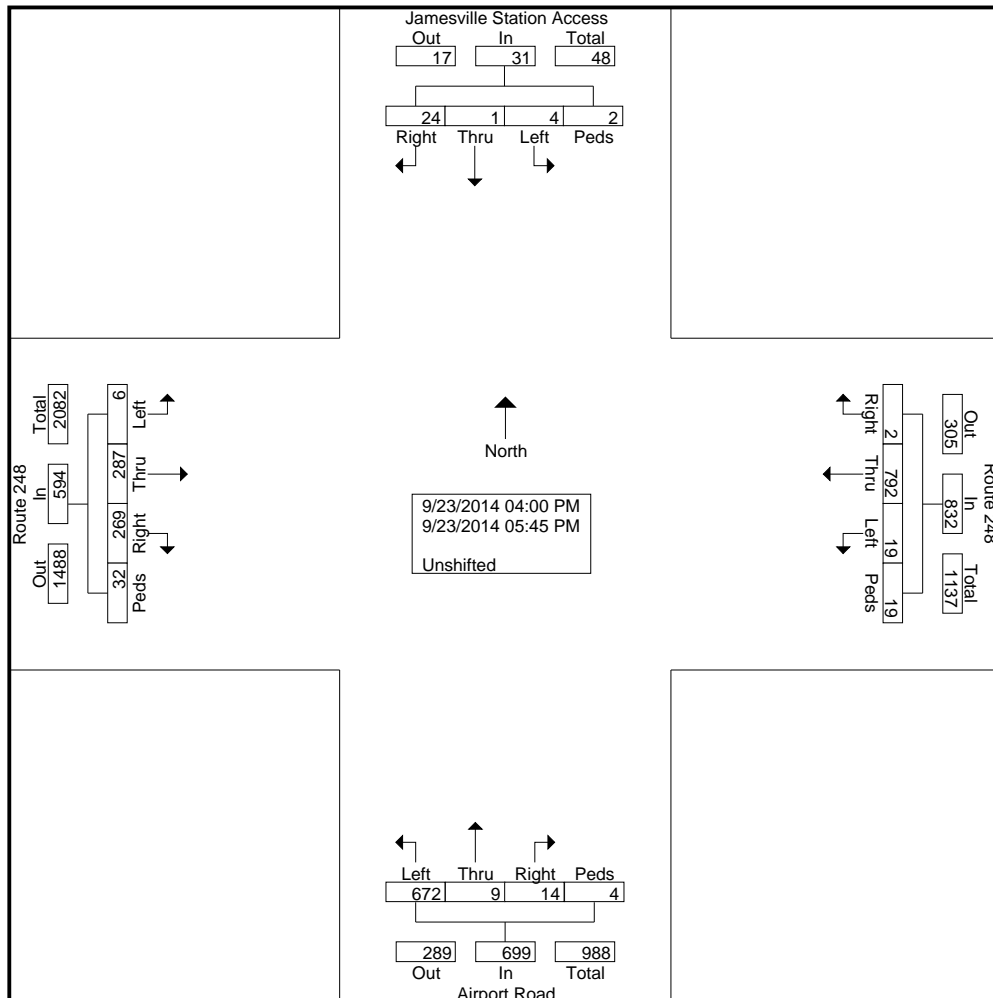 Jamesville Station Access
Out In Total
17 31 48
24 1 4 2
Right Thru Left Peds
Route 248
Total In Out
2082 594 1488
6 287 269 32
Left Thru Right Peds
North
9/23/2014 04:00 PM
9/23/2014 05:45 PM
Unshifted
Right Thru Left Peds
2 792 19 19
Out In Total
305 832 1137
Route 248
Left Thru Right Peds
672 9 14 4
289 699 988
Out In Total
Airport Road